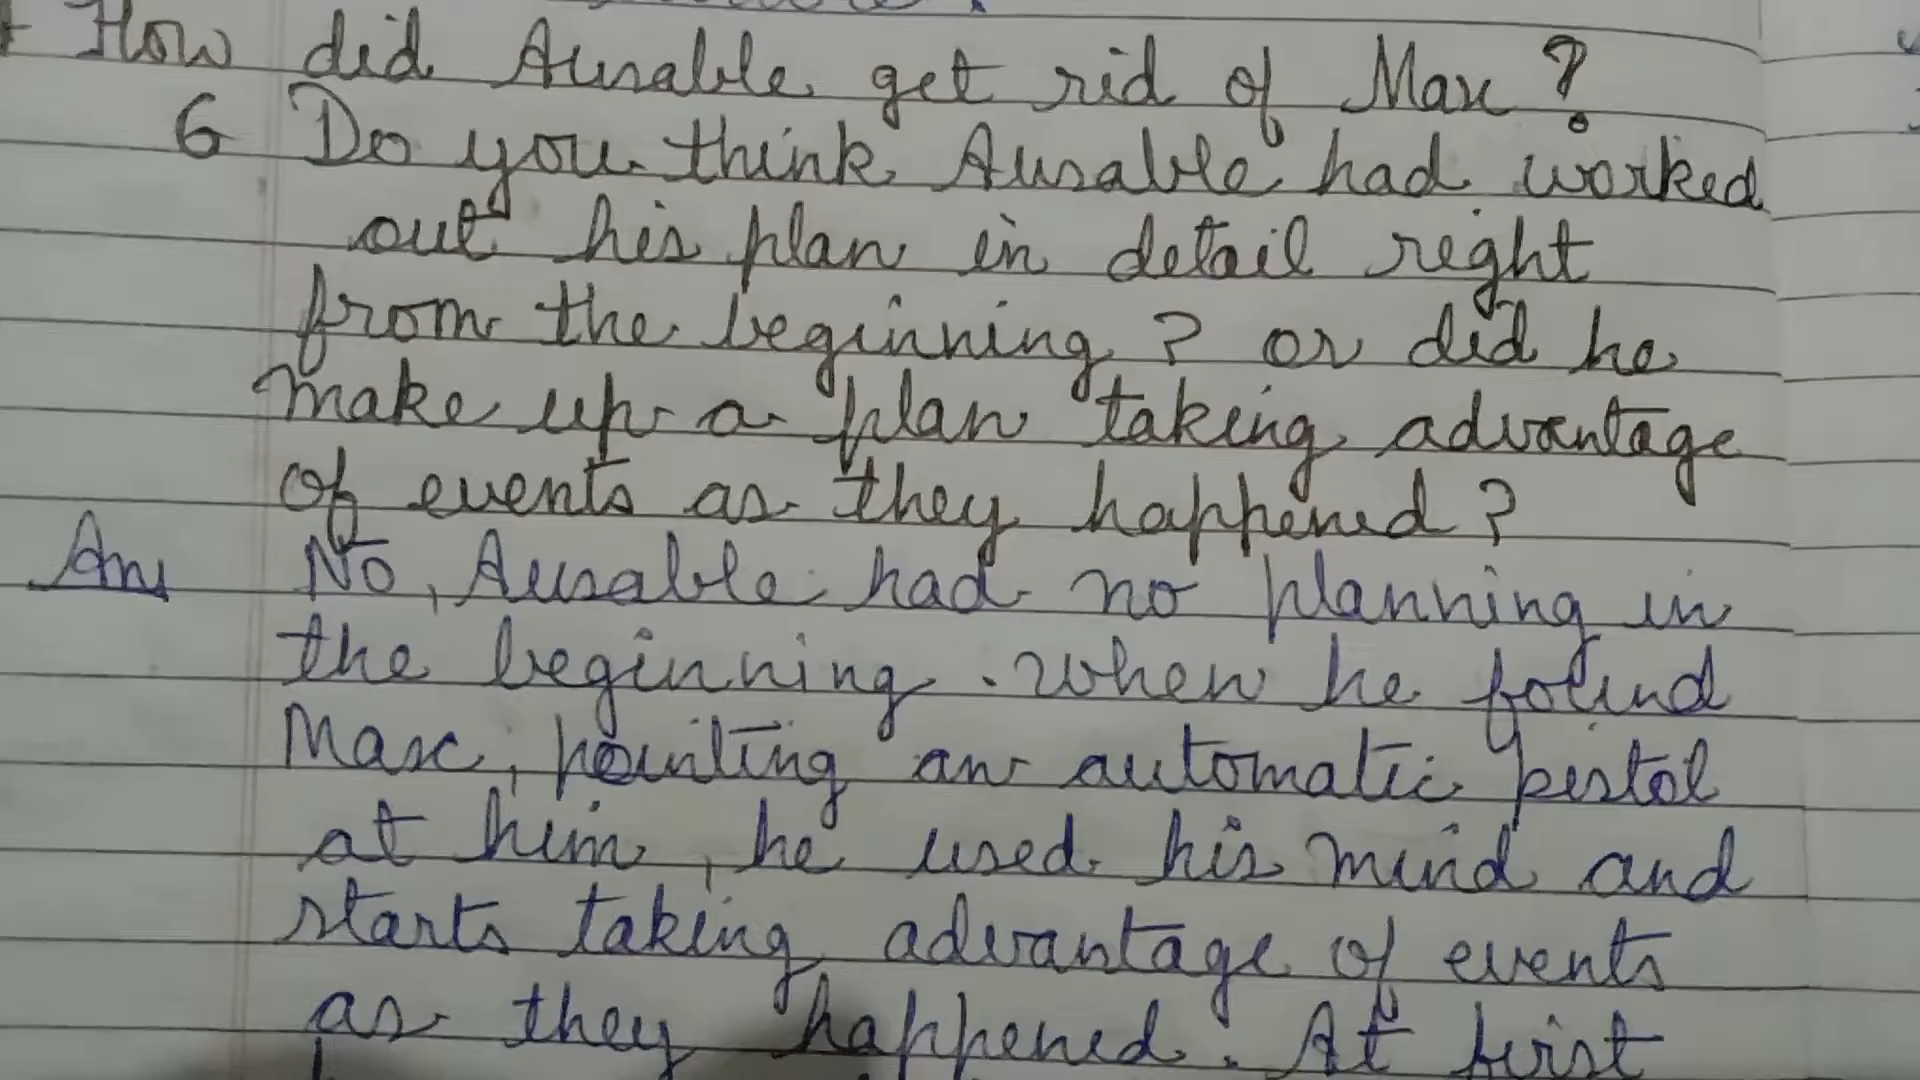 How did Ausable get rid of Max?
6 Do you think Ausable had worked
out his plan in detail right
from the beginning? or did he
make up a plan taking advantage
of events as they happened?
Ans No, Ausable had no planning in
the beginning. When he found
Max, pointing an automatic pistol
at him, he used his mind and
starts taking advantage of events
as they happened. At first